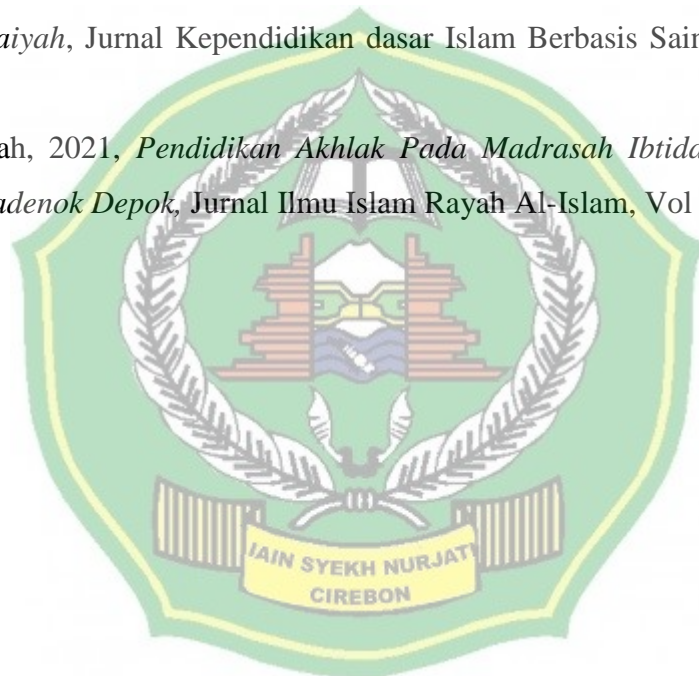 aiyah, Jurnal Kependidikan dasar Islam Berbasis Sain
ah, 2021, Pendidikan Akhlak Pada Madrasah Ibtida
adenok Depok, Jurnal Ilmu Islam Rayah Al-Islam, Vol
IAIN SYEKH NURJATI
CIREBON